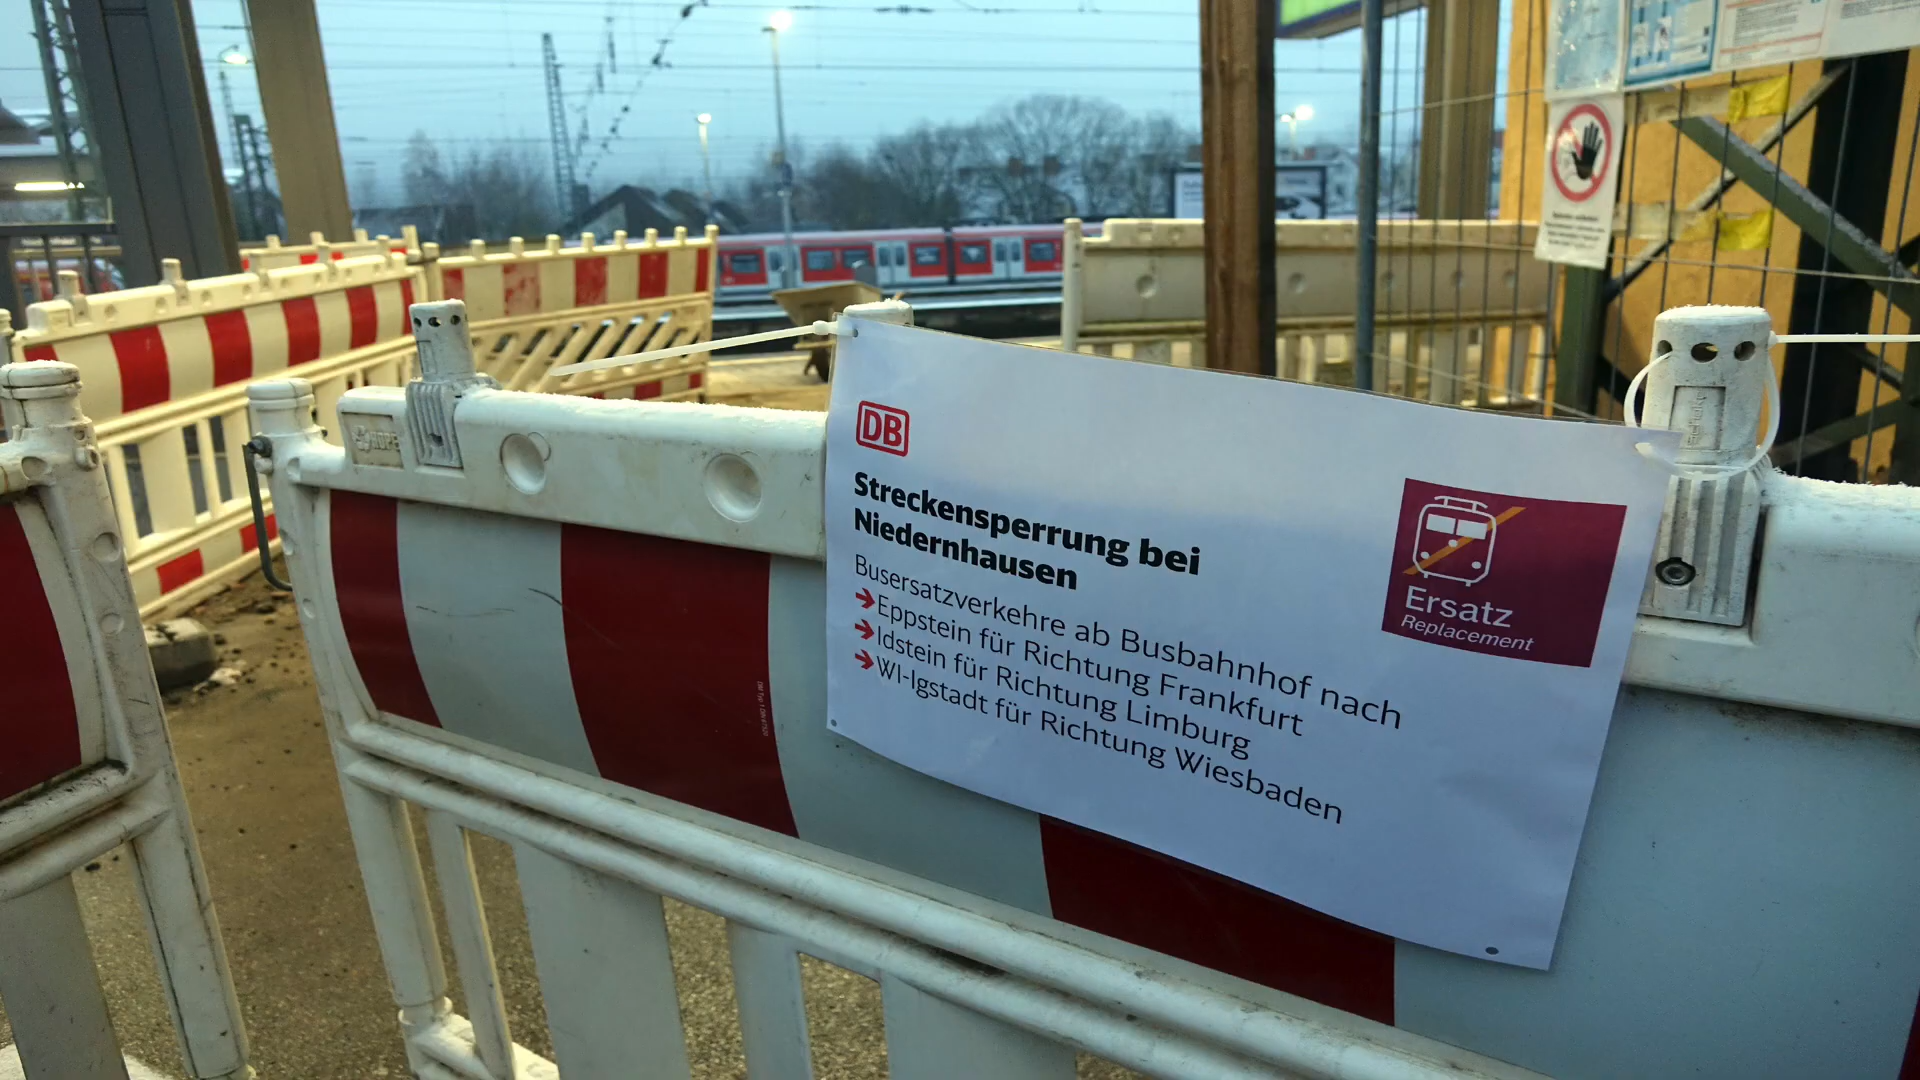 DB
Streckensperrung bei
Niedernhausen
Busersatzverkehre ab Busbahnhof nach
➔Eppstein für Richtung Frankfurt
➔Idstein für Richtung Limburg
➔WI-Igstadt für Richtung Wiesbaden
Ersatz
Replacement